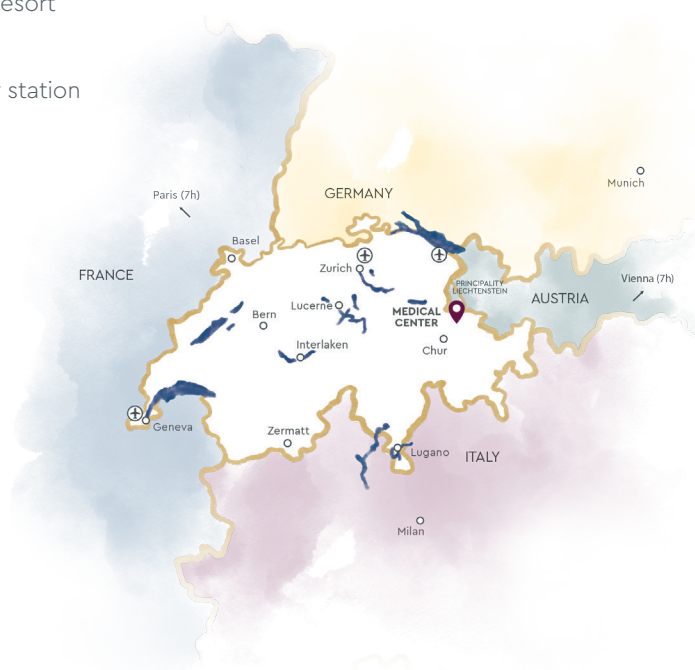 esort
station
GERMANY
Munich
Paris (7h)
Basel
FRANCE
Zurich
PRINCIPALITY
LIECHTENSTEIN
Vienna (7h)
AUSTRIA
Lucerne
MEDICAL
CENTER
Bern
Interlaken
Chur
Geneva
Zermatt
Lugano
ITALY
Milan